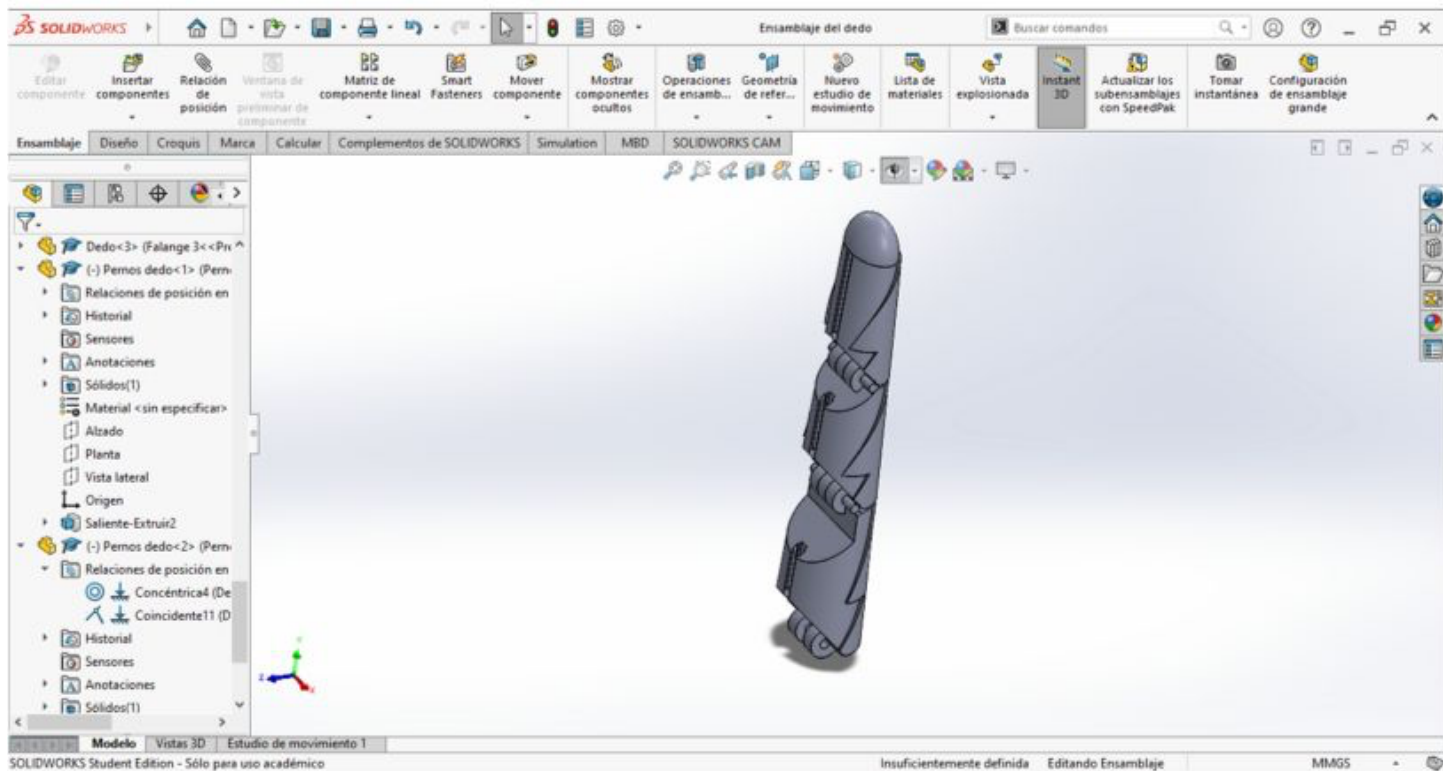 SOLIDWORKS
Ensamblaje del dedo
Buscar comandos
Editar componente
Insertar componentes
Relación de posición
Ventana de vista preliminar de componente
Matriz de componente lineal
Smart Fasteners
Mover componente
Mostrar componentes ocultos
Operaciones de ensamb...
Geometría de refer...
Nuevo estudio de movimiento
Lista de materiales
Vista explosionada
Instant 3D
Actualizar los subensamblajes con SpeedPak
Tomar instantánea
Configuración de ensamblaje grande
Ensamblaje Diseño Croquis Marca Calcular Complementos de SOLIDWORKS Simulation MBD SOLIDWORKS CAM
Dedo<3> (Falange 3<<Pre
(-) Pernos dedo<1> (Pern
Relaciones de posición en
Historial
Sensores
Anotaciones
Sólidos(1)
Material <sin especificar>
Alzado
Planta
Vista lateral
Origen
Saliente-Extruir2
(-) Pernos dedo<2> (Pern
Relaciones de posición en
Concéntrica4 (De
Coincidente11 (D
Historial
Sensores
Anotaciones
Sólidos(1)
Modelo Vistas 3D Estudio de movimiento 1
SOLIDWORKS Student Edition - Sólo para uso académico
Insuficientemente definida Editando Ensamblaje MMGS